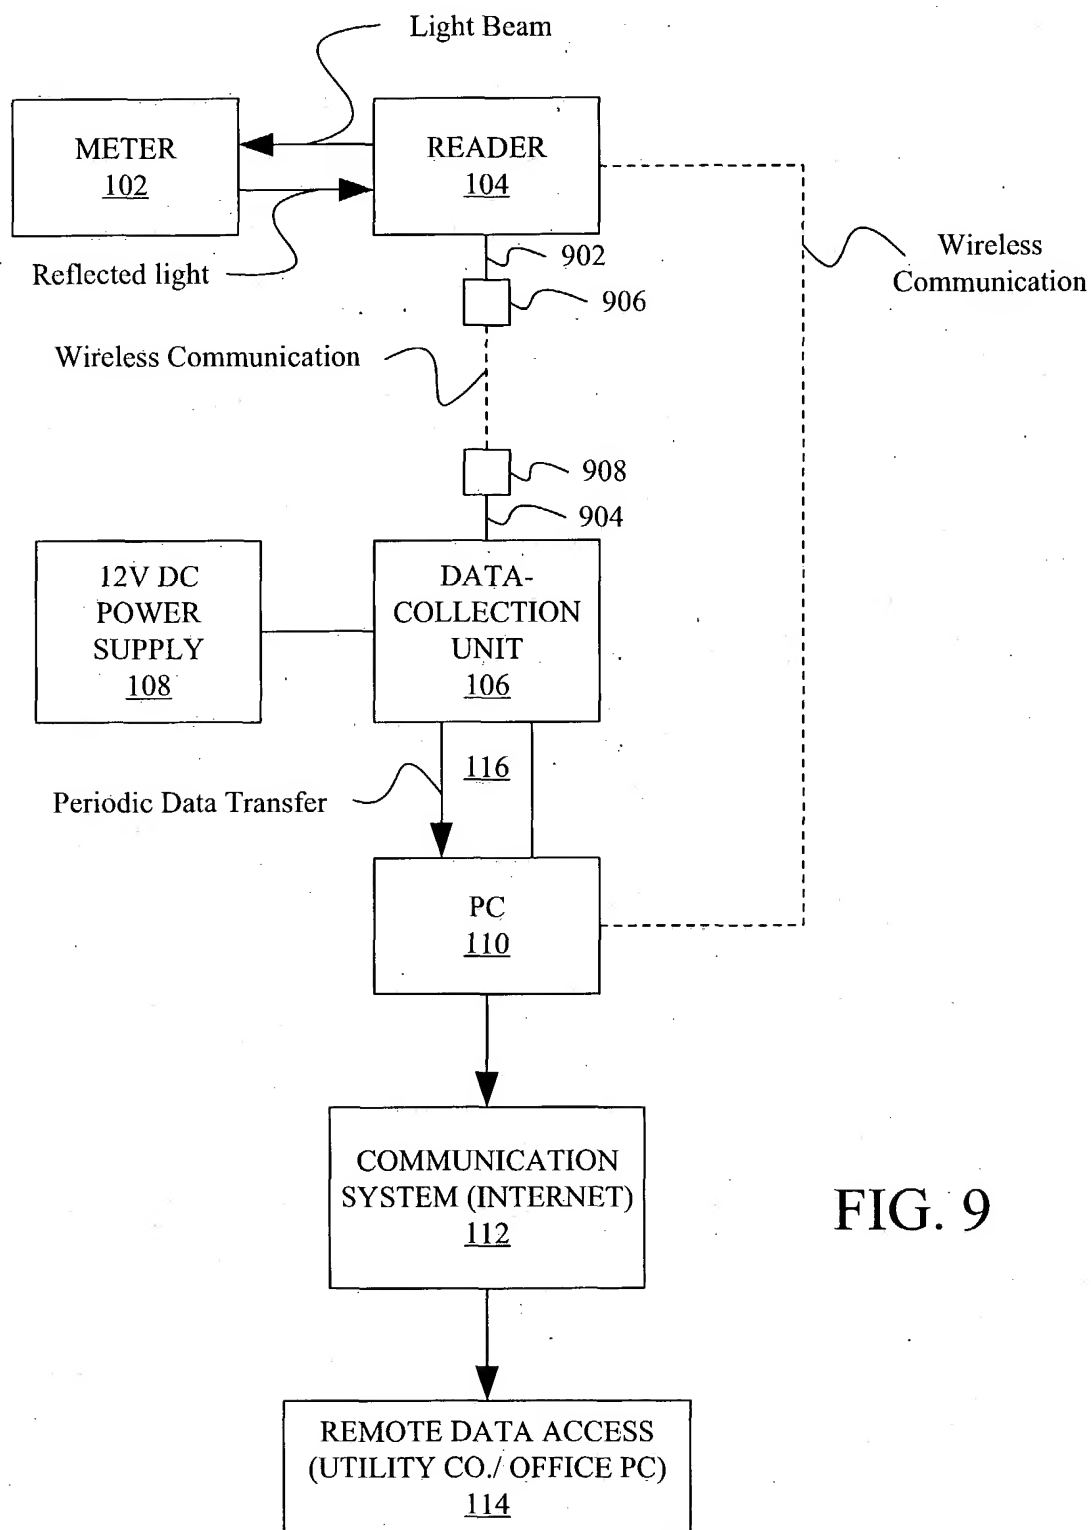 Light Beam
METER
102
READER
104
Reflected light
902
906
Wireless
Communication
Wireless Communication
908
904
12V DC
POWER
SUPPLY
108
DATA-
COLLECTION
UNIT
106
116
Periodic Data Transfer
PC
110
COMMUNICATION
SYSTEM (INTERNET)
112
FIG. 9
REMOTE DATA ACCESS
(UTILITY CO./ OFFICE PC)
114